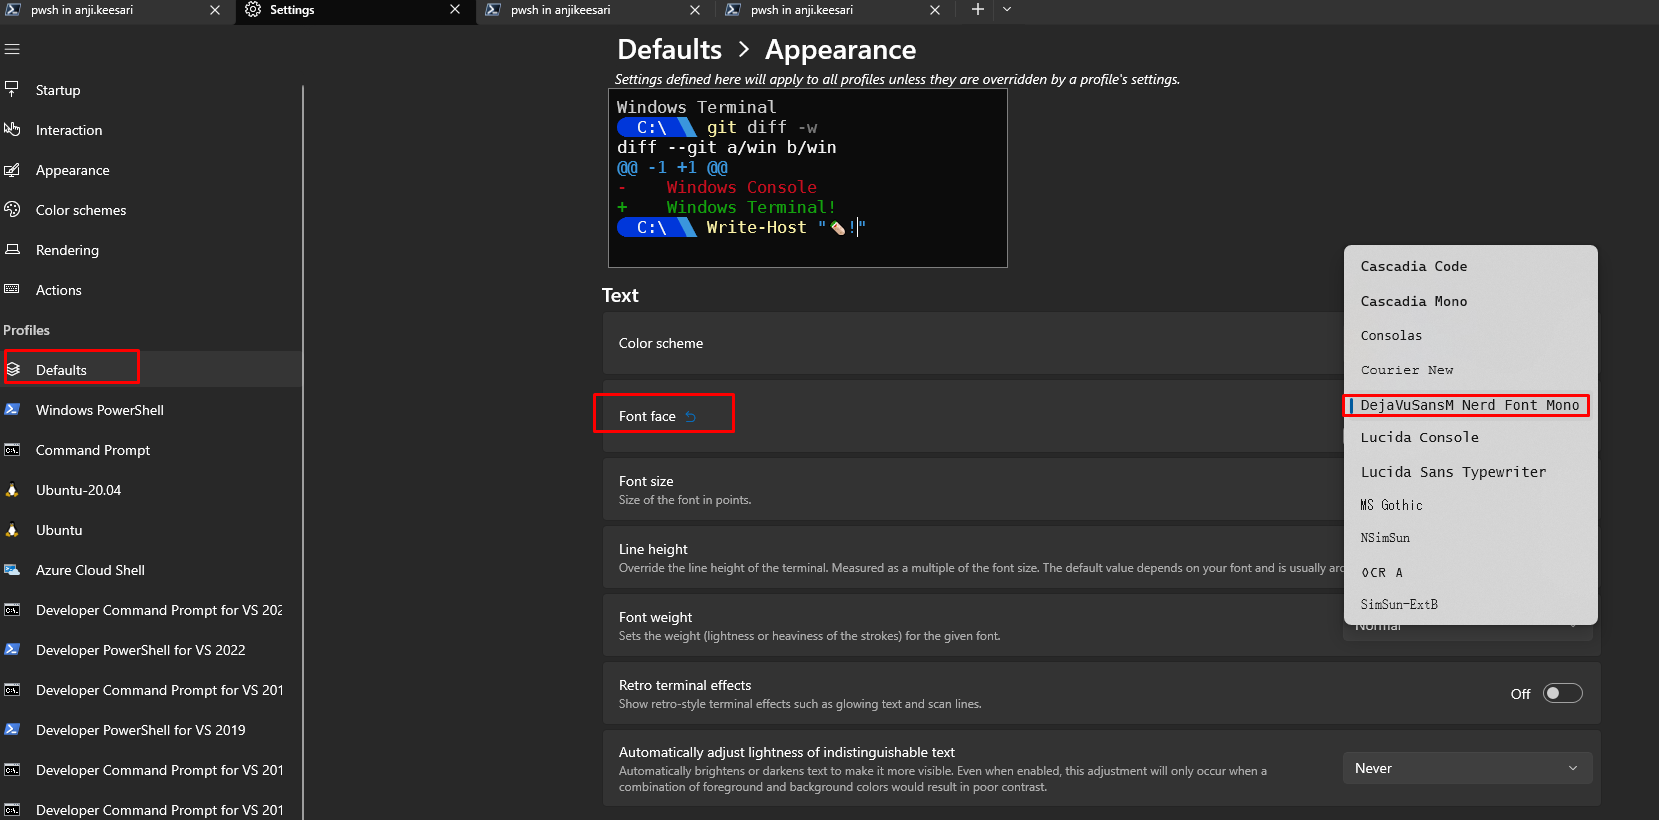 pwsh in anji.keesari
Settings
pwsh in anjikeesari
pwsh in anji.keesari
Startup
Interaction
Appearance
Color schemes
Rendering
Actions
Profiles
Defaults
Windows PowerShell
Command Prompt
Ubuntu-20.04
Ubuntu
Azure Cloud Shell
Developer Command Prompt for VS 202
Developer PowerShell for VS 2022
Developer Command Prompt for VS 201
Developer PowerShell for VS 2019
Developer Command Prompt for VS 201
Developer Command Prompt for VS 201
Defaults > Appearance
Settings defined here will apply to all profiles unless they are overridden by a profile's settings.
Windows Terminal
C:\ git diff -w
diff --git a/win b/win
@@ -1 +1 @@
- Windows Console
+ Windows Terminal!
C:\ Write-Host "!"
Text
Color scheme
Font face
Font size
Size of the font in points.
Line height
Override the line height of the terminal. Measured as a multiple of the font size. The default value depends on your font and is usually
Font weight
Sets the weight (lightness or heaviness of the strokes) for the given font.
Normal
Retro terminal effects
Show retro-style terminal effects such as glowing text and scan lines.
Off
Automatically adjust lightness of indistinguishable text
Automatically brightens or darkens text to make it more visible. Even when enabled, this adjustment will only occur when a
combination of foreground and background colors would result in poor contrast.
Never
Cascadia Code
Cascadia Mono
Consolas
Courier New
DejaVuSansM Nerd Font Mono
Lucida Console
Lucida Sans Typewriter
MS Gothic
NSimSun
OCR A
SimSun-ExtB